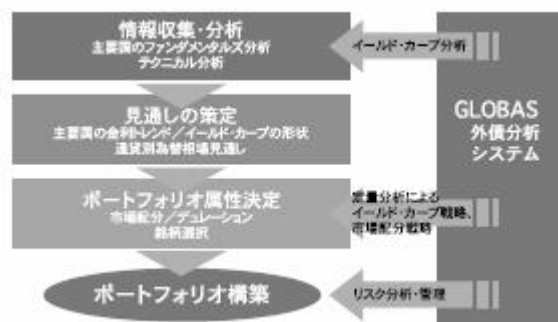 情報収集・分析
主要国のファンダメンタルズ分析
テクニカル分析
イールド・カーブ分析
見通しの策定
主要国の金利トレンド／イールド・カーブの形状
通貨別為替相場見通し
GLOBAS
外債分析
システム
ポートフォリオ属性決定
市場配分／デュレーション
銘柄選択
定量分析による
イールド・カーブ戦略、
市場配分戦略
ポートフォリオ構築
リスク分析・管理